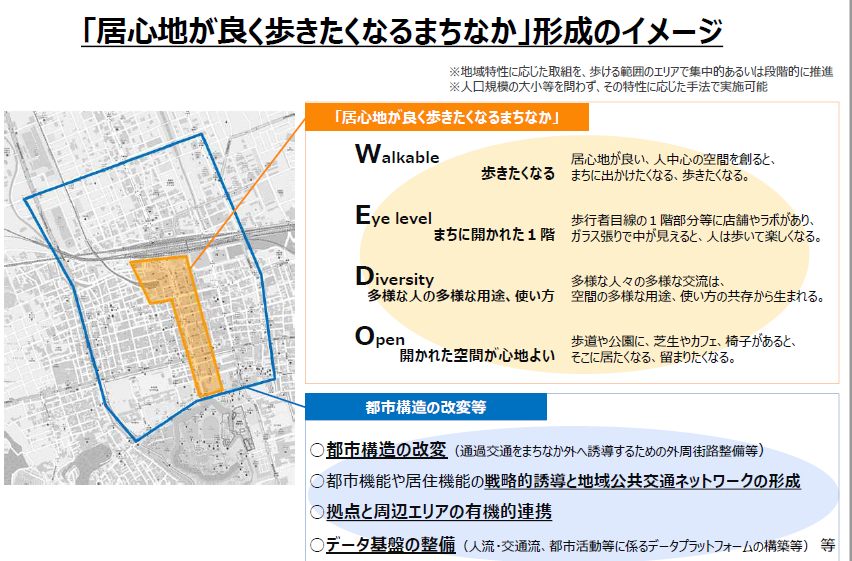 「居心地が良く歩きたくなるまちなか」形成のイメージ
※地域特性に応じた取組を、歩ける範囲のエリアで集中的あるいは段階的に推進
※人口規模の大小等を問わず、その特性に応じた手法で実施可能
「居心地が良く歩きたくなるまちなか」
Walkable
歩きたくなる
居心地が良い、人中心の空間を創ると、
まちに出かけたくなる、歩きたくなる。
Eye level
まちに開かれた1階
歩行者目線の1階部分等に店舗やラボがあり、
ガラス張りで中が見えると、人は歩いて楽しくなる。
Diversity
多様な人の多様な用途、使い方
多様な人々の多様な交流は、
空間の多様な用途、使い方の共存から生まれる。
Open
開かれた空間が心地よい
歩道や公園に、芝生やカフェ、椅子があると、
そこに居たくなる、留まりたくなる。
都市構造の改変等
○都市構造の改変（通過交通をまちなか外へ誘導するための外周街路整備等）
○都市機能や居住機能の戦略的誘導と地域公共交通ネットワークの形成
○拠点と周辺エリアの有機的連携
○データ基盤の整備（人流・交通流、都市活動等に係るデータプラットフォームの構築等） 等